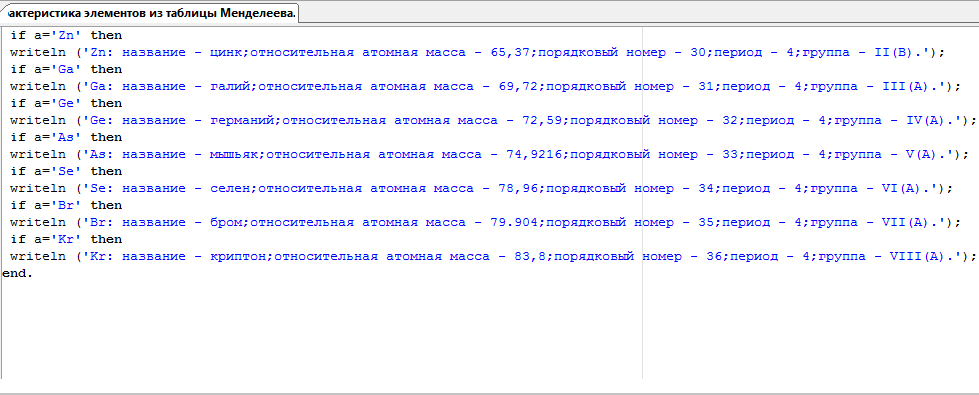 рактеристика элементов из таблицы Менделеева.
if a='Zn' then
writeln ('Zn: название - цинк;относительная атомная масса - 65,37;порядковый номер - 30;период - 4;группа - II(B).');
if a='Ga' then
writeln ('Ga: название - галий;относительная атомная масса - 69,72;порядковый номер - 31;период - 4;группа - III(A).');
if a='Ge' then
writeln ('Ge: название - германий;относительная атомная масса - 72,59;порядковый номер - 32;период - 4;группа - IV(A).');
if a='As' then
writeln ('As: название - мышьяк;относительная атомная масса - 74,9216;порядковый номер - 33;период - 4;группа - V(A).');
if a='Se' then
writeln ('Se: название - селен;относительная атомная масса - 78,96;порядковый номер - 34;период - 4;группа - VI(A).');
if a='Br' then
writeln ('Br: название - бром;относительная атомная масса - 79.904;порядковый номер - 35;период - 4;группа - VII(A).');
if a='Kr' then
writeln ('Kr: название - криптон;относительная атомная масса - 83,8;порядковый номер - 36;период - 4;группа - VIII(A).');
end.